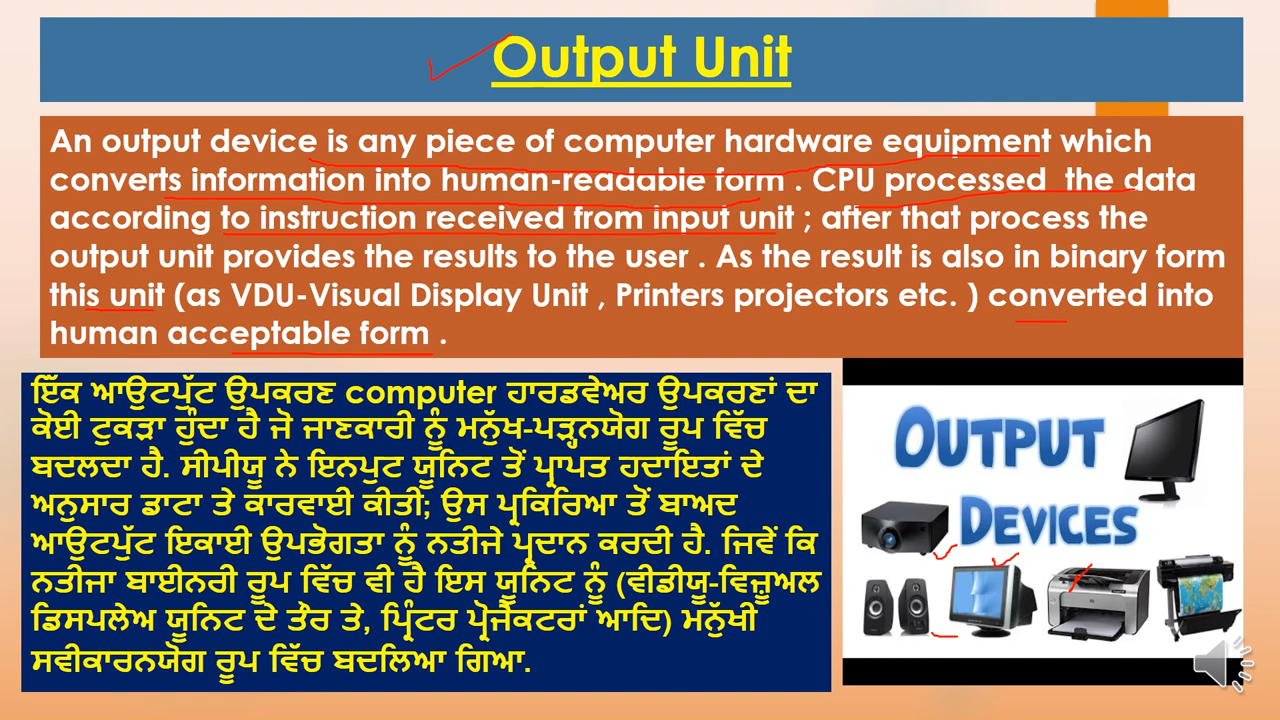 Output Unit
An output device is any piece of computer hardware equipment which
converts information into human-readable form . CPU processed  the data
according to instruction received from input unit ; after that process the
output unit provides the results to the user . As the result is also in binary form
this unit (as VDU-Visual Display Unit , Printers projectors etc. ) converted into
human acceptable form .
ਇੱਕ ਆਉਟਪੁੱਟ ਉਪਕਰਣ computer ਹਾਰਡਵੇਅਰ ਉਪਕਰਣਾਂ ਦਾ
ਕੋਈ ਟੁਕੜਾ ਹੁੰਦਾ ਹੈ ਜੋ ਜਾਣਕਾਰੀ ਨੂੰ ਮਨੁੱਖ-ਪੜ੍ਹਨਯੋਗ ਰੂਪ ਵਿੱਚ
ਬਦਲਦਾ ਹੈ. ਸੀਪੀਯੂ ਨੇ ਇਨਪੁਟ ਯੂਨਿਟ ਤੋਂ ਪ੍ਰਾਪਤ ਹਦਾਇਤਾਂ ਦੇ
ਅਨੁਸਾਰ ਡਾਟਾ ਤੇ ਕਾਰਵਾਈ ਕੀਤੀ; ਉਸ ਪ੍ਰਕਿਰਿਆ ਤੋਂ ਬਾਅਦ
ਆਉਟਪੁੱਟ ਇਕਾਈ ਉਪਭੋਗਤਾ ਨੂੰ ਨਤੀਜੇ ਪ੍ਰਦਾਨ ਕਰਦੀ ਹੈ. ਜਿਵੇਂ ਕਿ
ਨਤੀਜਾ ਬਾਈਨਰੀ ਰੂਪ ਵਿੱਚ ਵੀ ਹੈ ਇਸ ਯੂਨਿਟ ਨੂੰ (ਵੀਡੀਯੂ-ਵਿਜ਼ੂਅਲ
ਡਿਸਪਲੇਅ ਯੂਨਿਟ ਦੇ ਤੌਰ ਤੇ, ਪ੍ਰਿੰਟਰ ਪ੍ਰੋਜੈਕਟਰਾਂ ਆਦਿ) ਮਨੁੱਖੀ
ਸਵੀਕਾਰਨਯੋਗ ਰੂਪ ਵਿੱਚ ਬਦਲਿਆ ਗਿਆ.
OUTPUT
DEVICES